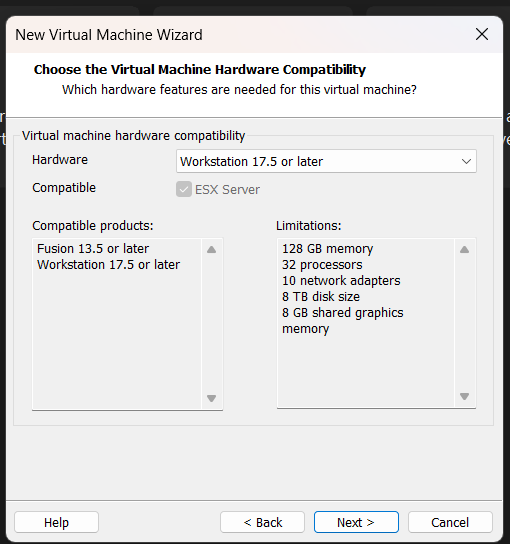 New Virtual Machine Wizard
Choose the Virtual Machine Hardware Compatibility
Which hardware features are needed for this virtual machine?
Virtual machine hardware compatibility
Hardware
Workstation 17.5 or later
Compatible
ESX Server
Compatible products:
Fusion 13.5 or later
Workstation 17.5 or later
Limitations:
128 GB memory
32 processors
10 network adapters
8 TB disk size
8 GB shared graphics
memory
Help
< Back
Next >
Cancel